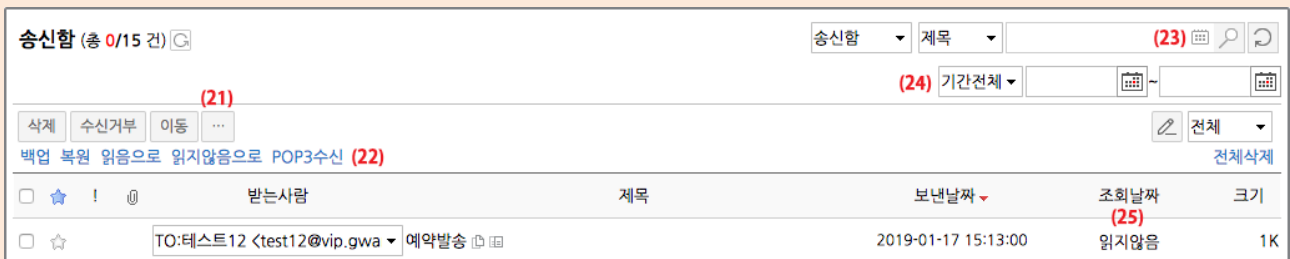 송신함 (총 0/15 건) 송신함 제목 (23)
(24) 기간전체 ~
(21)
삭제 수신거부 이동 ... 전체
백업 복원 읽음으로 읽지않음으로 POP3수신 (22) 전체삭제
! 받는사람 제목 보낸날짜 조회날짜 크기
(25)
TO:테스트12 <test12@vip.gwa 예약발송 2019-01-17 15:13:00 읽지않음 1K